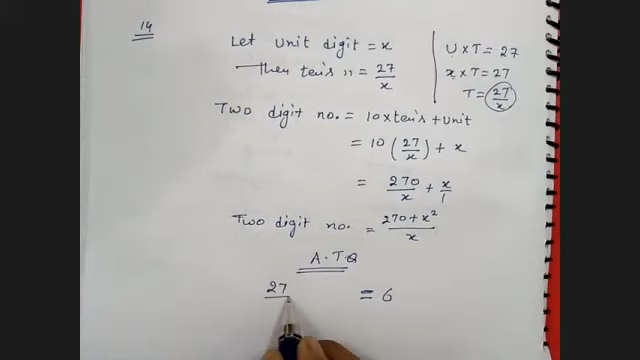 14
Let unit digit = x
Then ten's " = 27/x
U × T = 27
x × T = 27
T = 27/x
Two digit no. = 10 × ten's + unit
= 10 (27/x) + x
= 270/x + x/1
Two digit no. = 270 + x²/x
A.T.Q
27 = 6